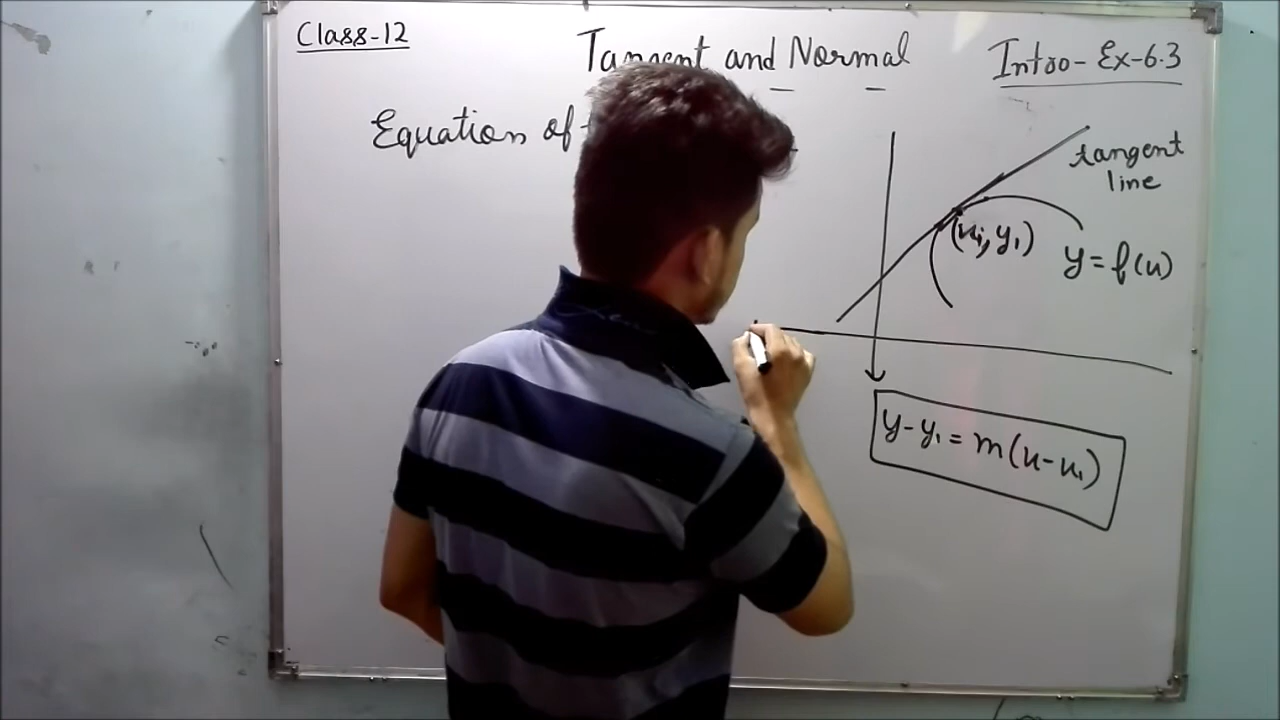 Class-12
Tangent and Normal
Intro- Ex-6.3
Equation of
tangent
line
(x₁, y₁)
y = f(x)
y-y₁ = m(x-x₁)